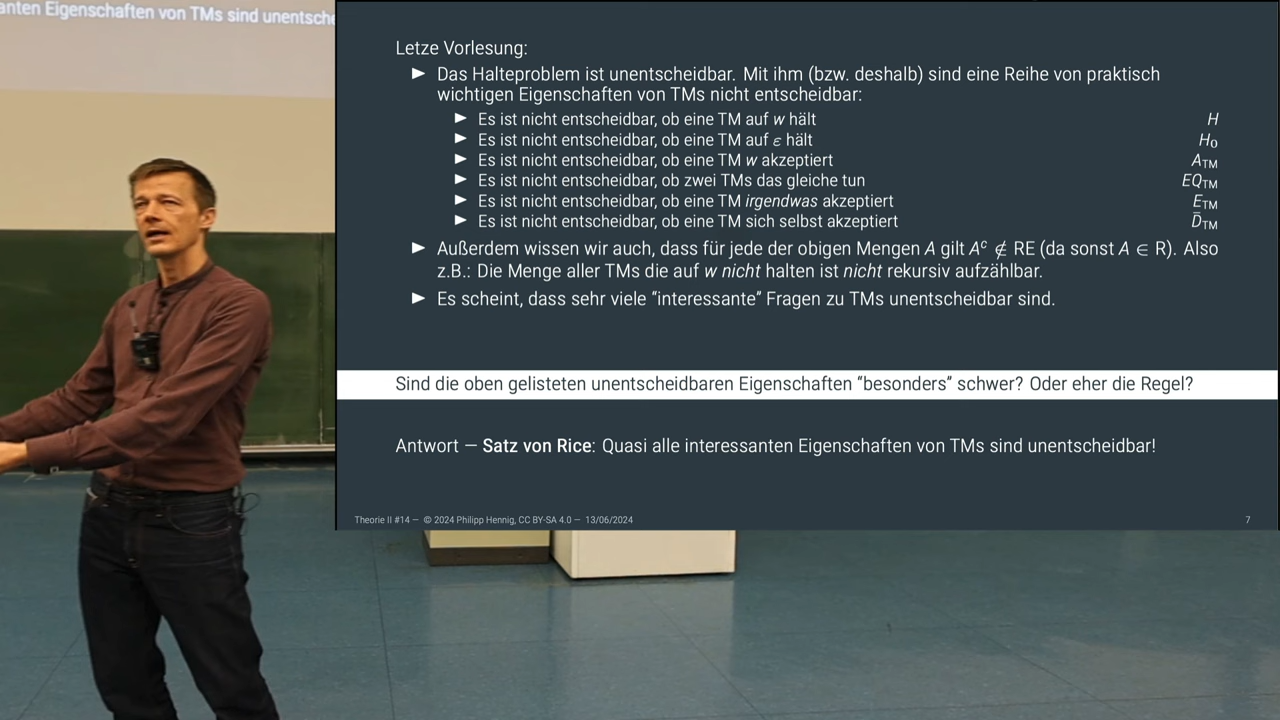 anten Eigenschaften von TMs sind unentsche
Letze Vorlesung:
► Das Halteproblem ist unentscheidbar. Mit ihm (bzw. deshalb) sind eine Reihe von praktisch
wichtigen Eigenschaften von TMs nicht entscheidbar:
► Es ist nicht entscheidbar, ob eine TM auf w hält H
► Es ist nicht entscheidbar, ob eine TM auf ε hält H₀
► Es ist nicht entscheidbar, ob eine TM w akzeptiert A_TM
► Es ist nicht entscheidbar, ob zwei TMs das gleiche tun EQ_TM
► Es ist nicht entscheidbar, ob eine TM irgendwas akzeptiert E_TM
► Es ist nicht entscheidbar, ob eine TM sich selbst akzeptiert D̄_TM
► Außerdem wissen wir auch, dass für jede der obigen Mengen A gilt Aᶜ ∉ RE (da sonst A ∈ R). Also
z.B.: Die Menge aller TMs die auf w nicht halten ist nicht rekursiv aufzählbar.
► Es scheint, dass sehr viele “interessante” Fragen zu TMs unentscheidbar sind.
Sind die oben gelisteten unentscheidbaren Eigenschaften “besonders” schwer? Oder eher die Regel?
Antwort — Satz von Rice: Quasi alle interessanten Eigenschaften von TMs sind unentscheidbar!
Theorie II #14 — © 2024 Philipp Hennig, CC BY-SA 4.0 — 13/06/2024 7